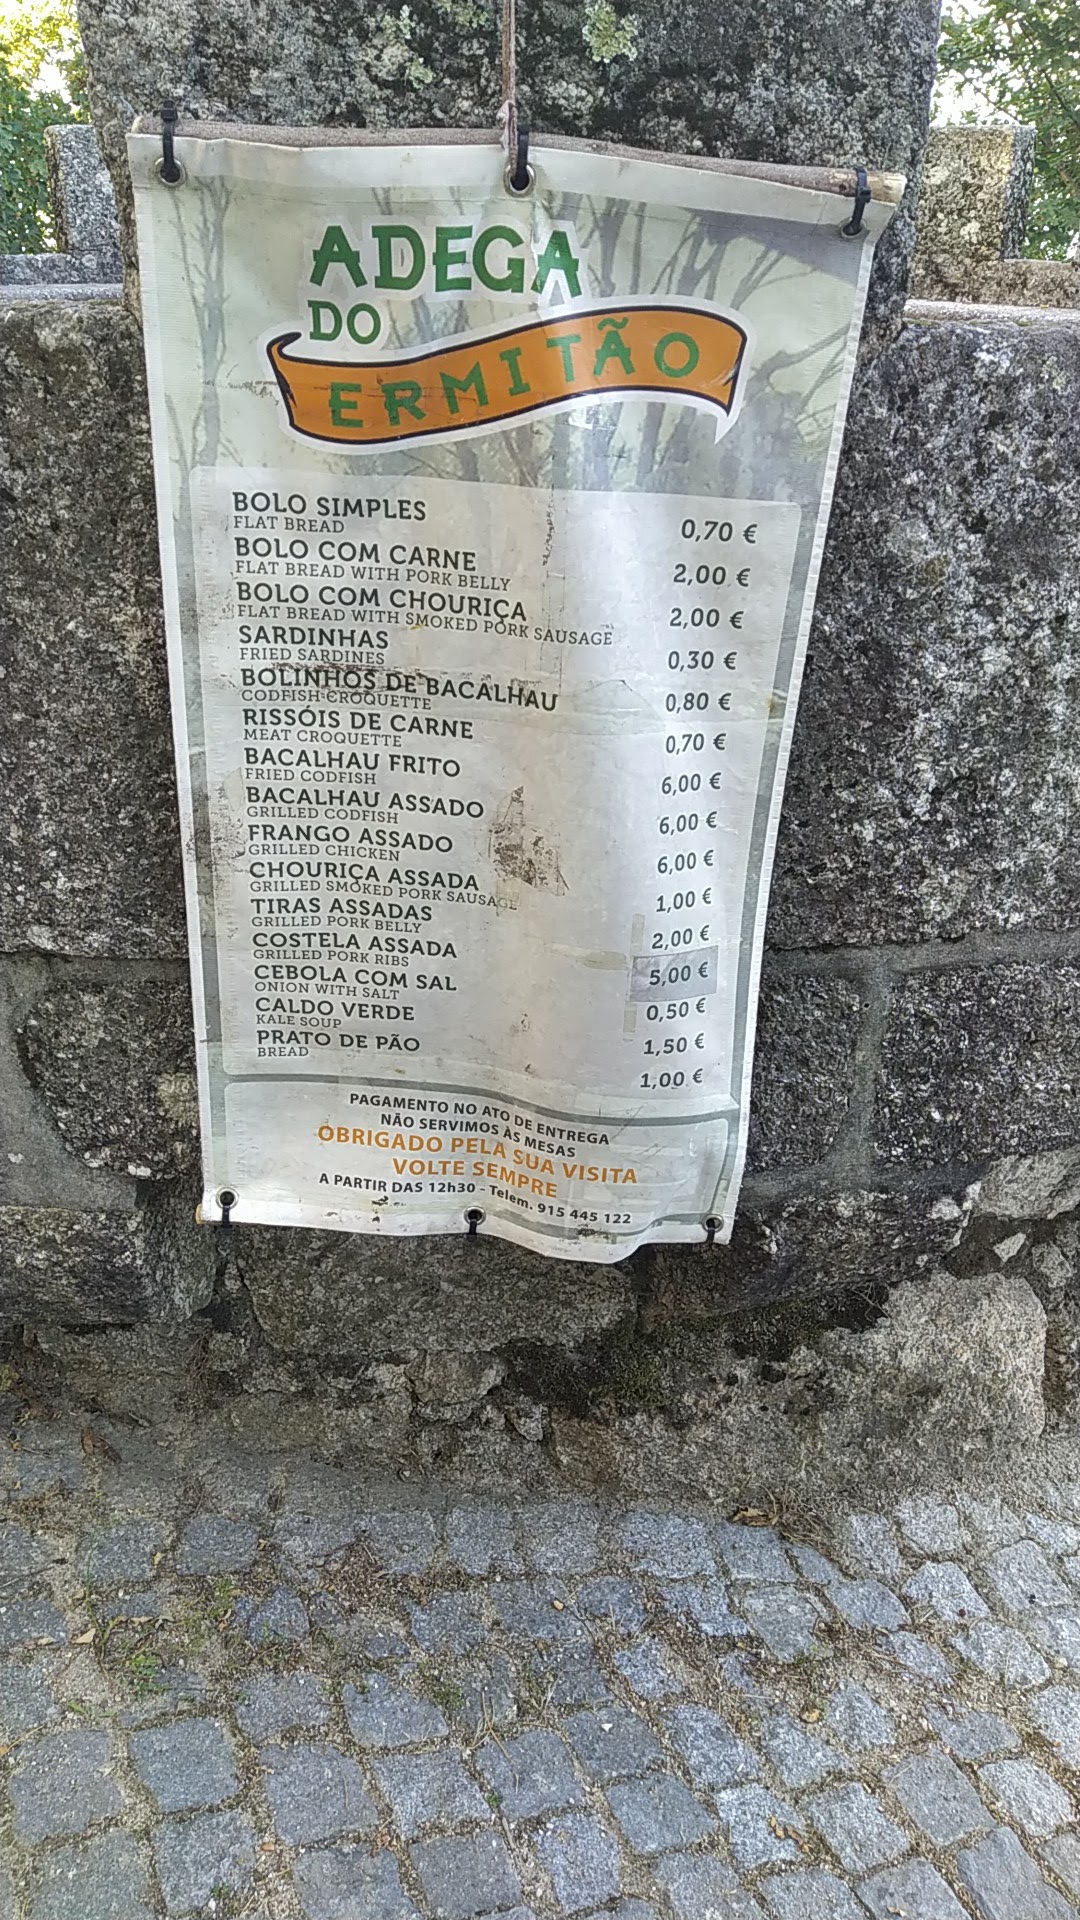 ADEGA
DO
ERMITÃO
BOLO SIMPLES 0,70 €
FLAT BREAD
BOLO COM CARNE 2,00 €
FLAT BREAD WITH PORK BELLY
BOLO COM CHOURIÇA 2,00 €
FLAT BREAD WITH SMOKED PORK SAUSAGE
SARDINHAS 0,30 €
FRIED SARDINES
BOLINHOS DE BACALHAU 0,80 €
CODFISH CROQUETTE
RISSÓIS DE CARNE 0,70 €
MEAT CROQUETTE
BACALHAU FRITO 6,00 €
FRIED CODFISH
BACALHAU ASSADO 6,00 €
GRILLED CODFISH
FRANGO ASSADO 6,00 €
GRILLED CHICKEN
CHOURIÇA ASSADA 1,00 €
GRILLED SMOKED PORK SAUSAGE
TIRAS ASSADAS 2,00 €
GRILLED PORK BELLY
COSTELA ASSADA 5,00 €
GRILLED PORK RIBS
CEBOLA COM SAL 0,50 €
ONION WITH SALT
CALDO VERDE 1,50 €
KALE SOUP
PRATO DE PÃO 1,00 €
BREAD
PAGAMENTO NO ATO DE ENTREGA
NÃO SERVIMOS ÀS MESAS
OBRIGADO PELA SUA VISITA
VOLTE SEMPRE
A PARTIR DAS 12h30 - Telem. 915 445 122